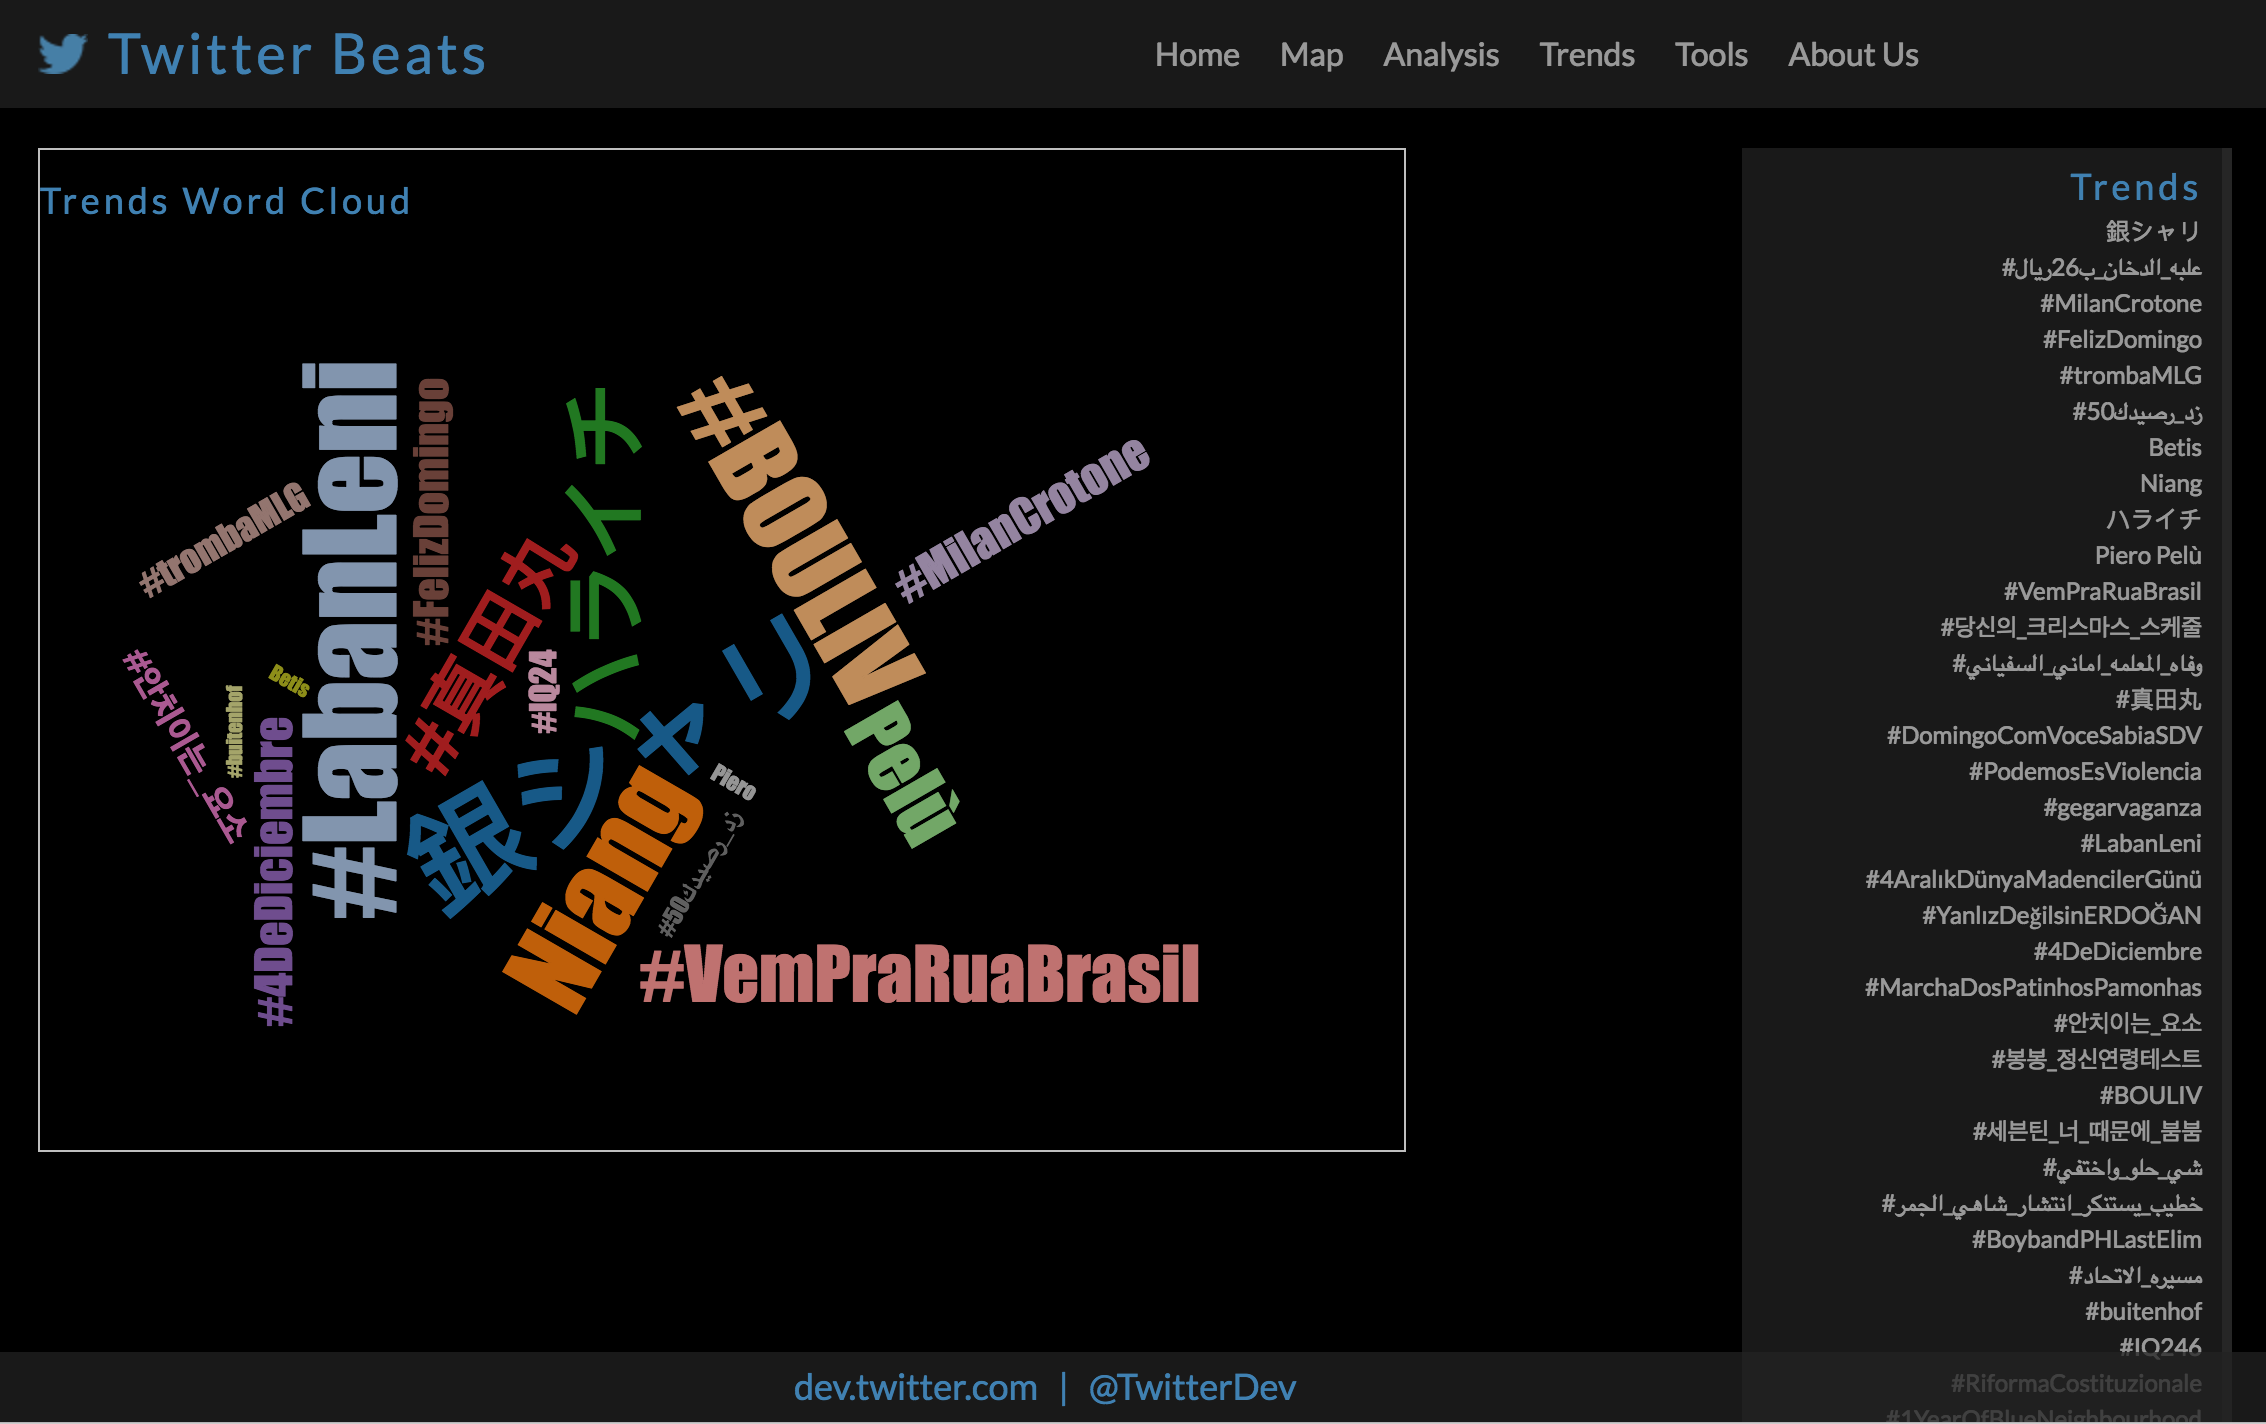 Twitter Beats
Home Map Analysis Trends Tools About Us
Trends Word Cloud
#LabanLeni
#FelizDomingo
#trombaMLG
#安치이는_요소
#buitenhof
Betis
#4DeDiciembre
#真田丸
#IQ24
ハライチ
銀シャリ
#BOULIV
#MilanCrotone
Pelù
Piero
Niang
#زد_رصيدك50
#VemPraRuaBrasil
Trends
銀シャリ
#علبه_الدخان_ب26ريال
#MilanCrotone
#FelizDomingo
#trombaMLG
#زد_رصيدك50
Betis
Niang
ハライチ
Piero Pelù
#VemPraRuaBrasil
#당신의_크리스마스_스케줄
#وفاه_المعلمه_اماني_السفياني
#真田丸
#DomingoComVoceSabiaSDV
#PodemosEsViolencia
#gegarvaganza
#LabanLeni
#4AralıkDünyaMadencilerGünü
#YanlızDeğilsinERDOĞAN
#4DeDiciembre
#MarchaDosPatinhosPamonhas
#안치이는_요소
#봉봉_정신연령테스트
#BOULIV
#세븐틴_너_때문에_붐붐
#شي_حلو_واختفي
#خطيب_يستنكر_انتشار_شاهي_الجمر
#BoybandPHLastElim
#مسيره_الاتحاد
#buitenhof
#IQ246
#RiformaCostituzionale
#1YearOfBlueNeighbourhood
dev.twitter.com | @TwitterDev